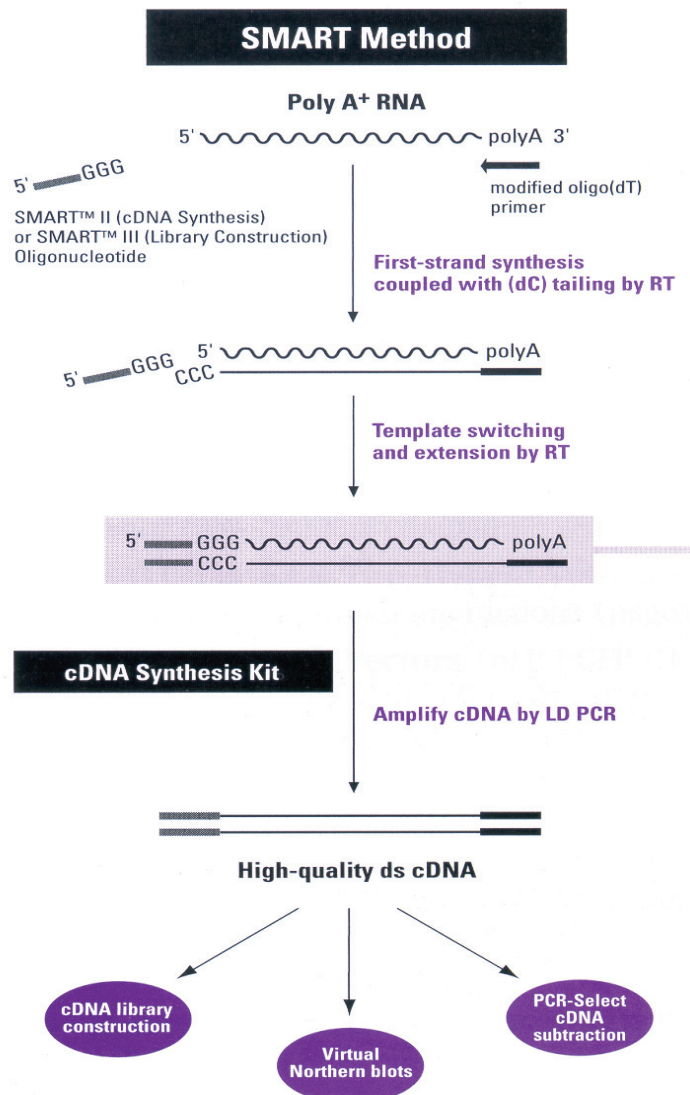 SMART Method
Poly A+ RNA
5' polyA 3'
5' GGG
modified oligo(dT)
primer
SMART™ II (cDNA Synthesis)
or SMART™ III (Library Construction)
Oligonucleotide
First-strand synthesis
coupled with (dC) tailing by RT
5' polyA
5' GGG
CCC
Template switching
and extension by RT
5' GGG polyA
CCC
cDNA Synthesis Kit
Amplify cDNA by LD PCR
High-quality ds cDNA
cDNA library
construction
Virtual
Northern blots
PCR-Select
cDNA
subtraction